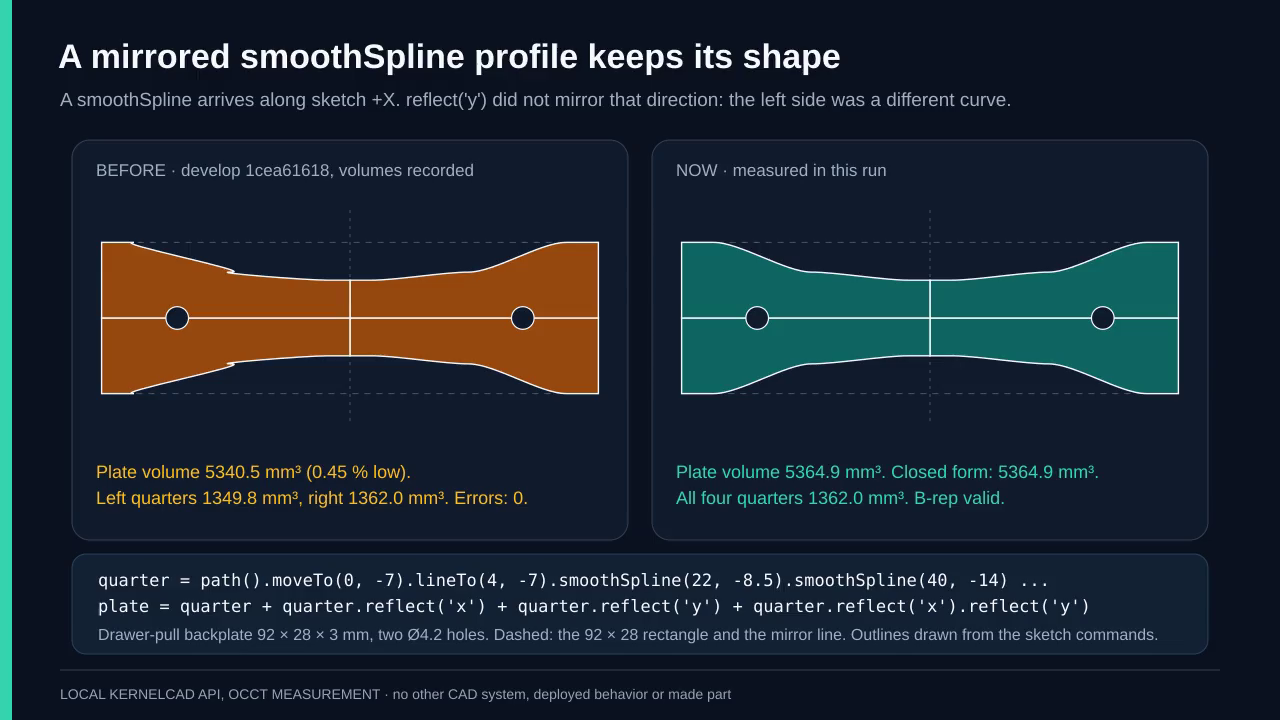 A mirrored smoothSpline profile keeps its shape
A smoothSpline arrives along sketch +X. reflect('y') did not mirror that direction: the left side was a different curve.
BEFORE · develop 1cea61618, volumes recorded
Plate volume 5340.5 mm³ (0.45 % low).
Left quarters 1349.8 mm³, right 1362.0 mm³. Errors: 0.
NOW · measured in this run
Plate volume 5364.9 mm³. Closed form: 5364.9 mm³.
All four quarters 1362.0 mm³. B-rep valid.
quarter = path().moveTo(0, -7).lineTo(4, -7).smoothSpline(22, -8.5).smoothSpline(40, -14) ...
plate = quarter + quarter.reflect('x') + quarter.reflect('y') + quarter.reflect('x').reflect('y')
Drawer-pull backplate 92 × 28 × 3 mm, two Ø4.2 holes. Dashed: the 92 × 28 rectangle and the mirror line. Outlines drawn from the sketch commands.
LOCAL KERNELCAD API, OCCT MEASUREMENT · no other CAD system, deployed behavior or made part